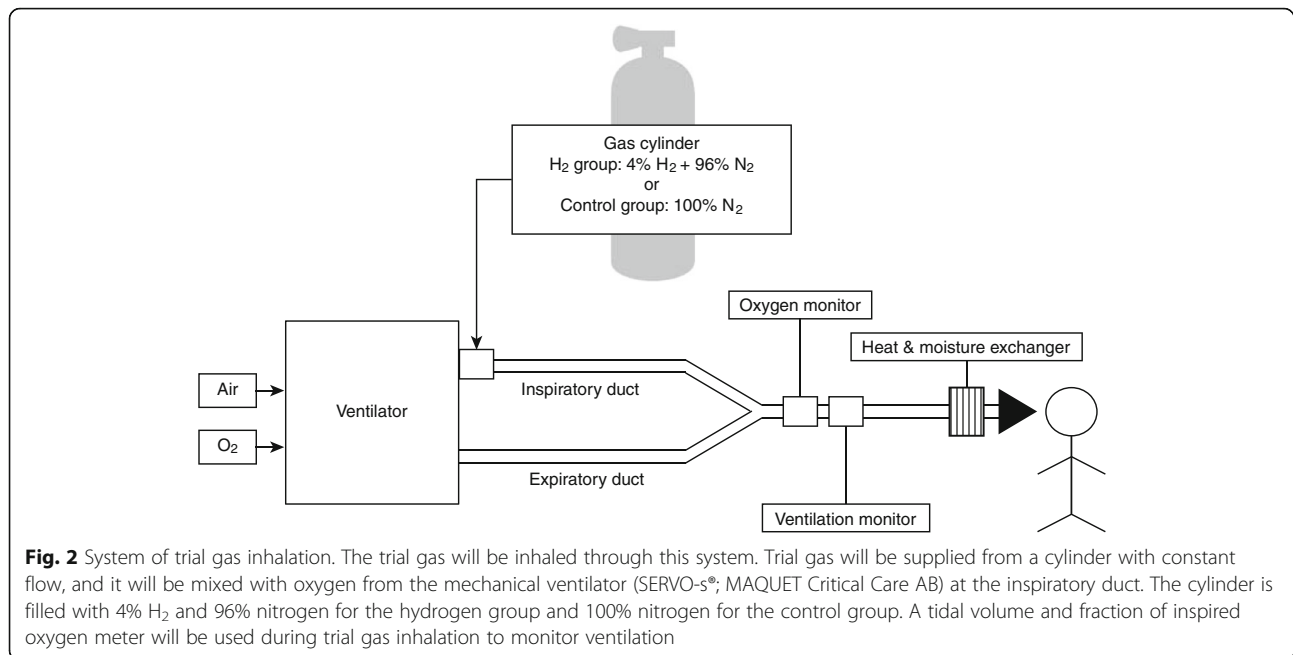 Gas cylinder
H₂ group: 4% H₂ + 96% N₂
or
Control group: 100% N₂
Oxygen monitor
Heat & moisture exchanger
Air
Ventilator
Inspiratory duct
O₂
Expiratory duct
Ventilation monitor
Fig. 2 System of trial gas inhalation. The trial gas will be inhaled through this system. Trial gas will be supplied from a cylinder with constant
flow, and it will be mixed with oxygen from the mechanical ventilator (SERVO-s®; MAQUET Critical Care AB) at the inspiratory duct. The cylinder is
filled with 4% H₂ and 96% nitrogen for the hydrogen group and 100% nitrogen for the control group. A tidal volume and fraction of inspired
oxygen meter will be used during trial gas inhalation to monitor ventilation